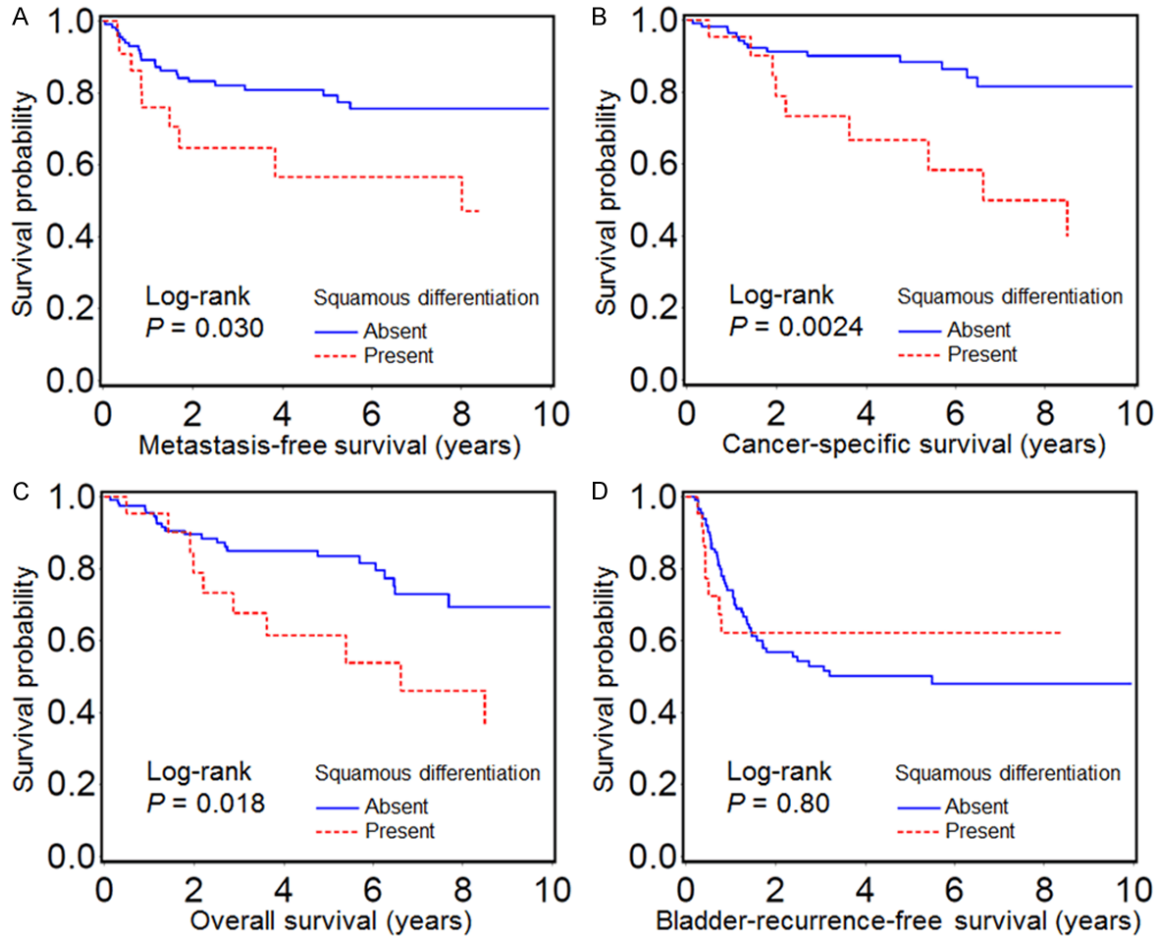 A
Survival probability
1.0
0.8
0.6
0.4
0.2
0.0
Log-rank
P = 0.030
Squamous differentiation
Absent
Present
0 2 4 6 8 10
Metastasis-free survival (years)
B
Survival probability
1.0
0.8
0.6
0.4
0.2
0.0
Log-rank
P = 0.0024
Squamous differentiation
Absent
Present
0 2 4 6 8 10
Cancer-specific survival (years)
C
Survival probability
1.0
0.8
0.6
0.4
0.2
0.0
Log-rank
P = 0.018
Squamous differentiation
Absent
Present
0 2 4 6 8 10
Overall survival (years)
D
Survival probability
1.0
0.8
0.6
0.4
0.2
0.0
Log-rank
P = 0.80
Squamous differentiation
Absent
Present
0 2 4 6 8 10
Bladder-recurrence-free survival (years)